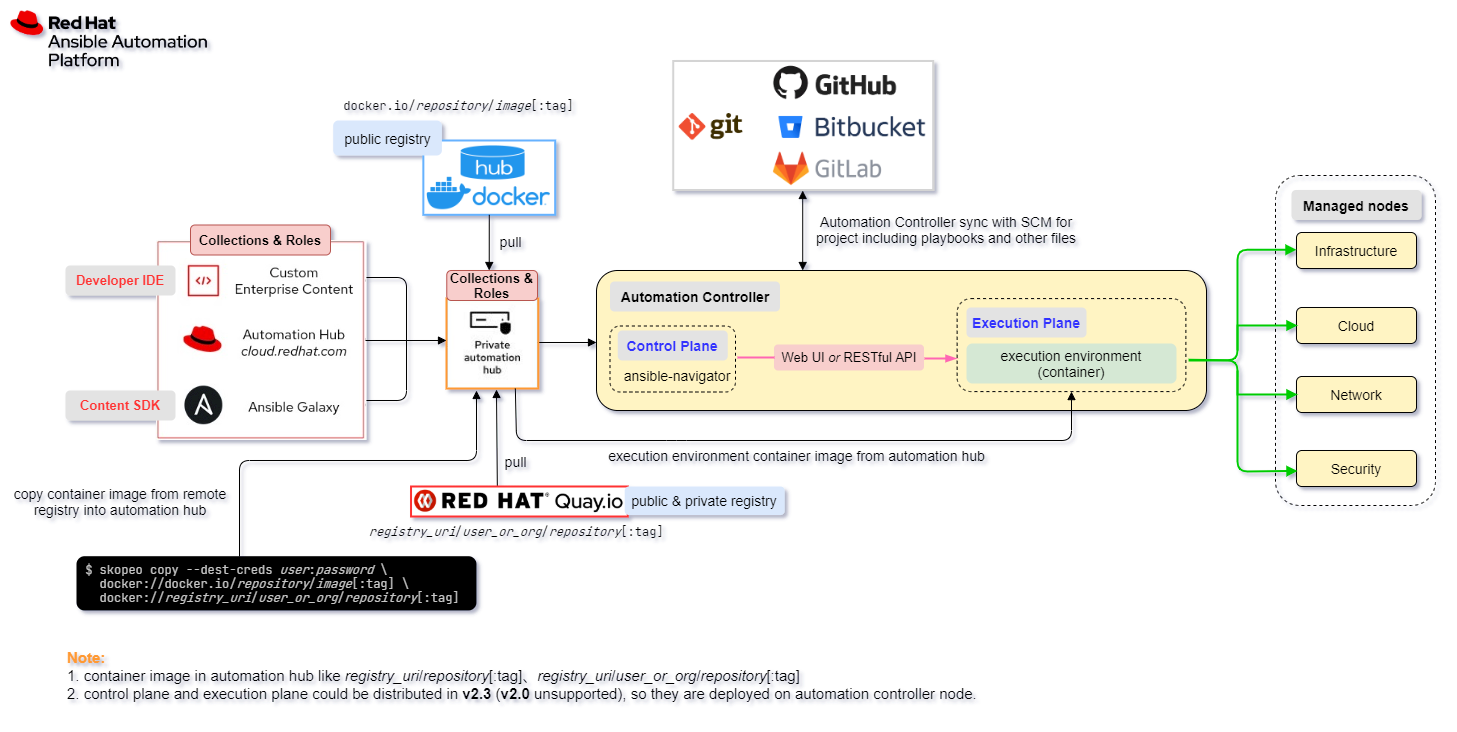 Red Hat
Ansible Automation
Platform
docker.io/repository/image[:tag]
public registry
hub
docker
pull
git
GitHub
Bitbucket
GitLab
Automation Controller sync with SCM for
project including playbooks and other files
Collections & Roles
Developer IDE
</>
Custom
Enterprise Content
Automation Hub
cloud.redhat.com
Content SDK
A
Ansible Galaxy
Collections &
Roles
Private
automation
hub
Automation Controller
Control Plane
ansible-navigator
Web UI or RESTful API
Execution Plane
execution environment
(container)
Managed nodes
Infrastructure
Cloud
Network
Security
execution environment container image from automation hub
pull
RED HAT® Quay.io
public & private registry
registry_uri/user_or_org/repository[:tag]
copy container image from remote
registry into automation hub
$ skopeo copy --dest-creds user:password \
docker://docker.io/repository/image[:tag] \
docker://registry_uri/user_or_org/repository[:tag]
Note:
1. container image in automation hub like registry_uri/repository[:tag]、registry_uri/user_or_org/repository[:tag]
2. control plane and execution plane could be distributed in v2.3 (v2.0 unsupported), so they are deployed on automation controller node.